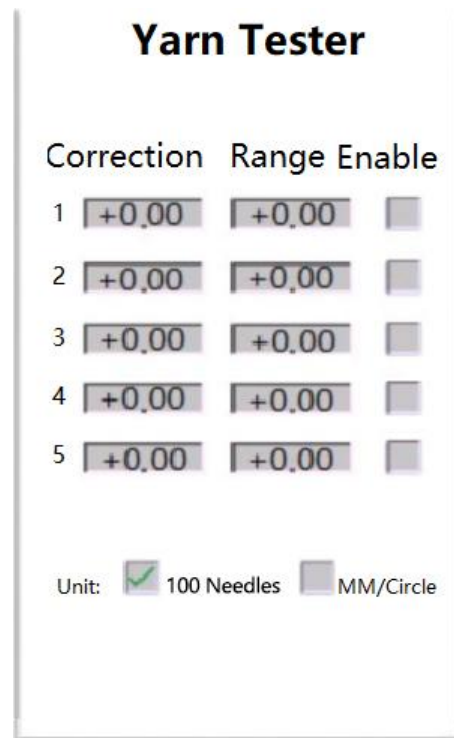 Yarn Tester
Correction Range Enable
1 +0.00 +0.00
2 +0.00 +0.00
3 +0.00 +0.00
4 +0.00 +0.00
5 +0.00 +0.00
Unit: 100 Needles MM/Circle